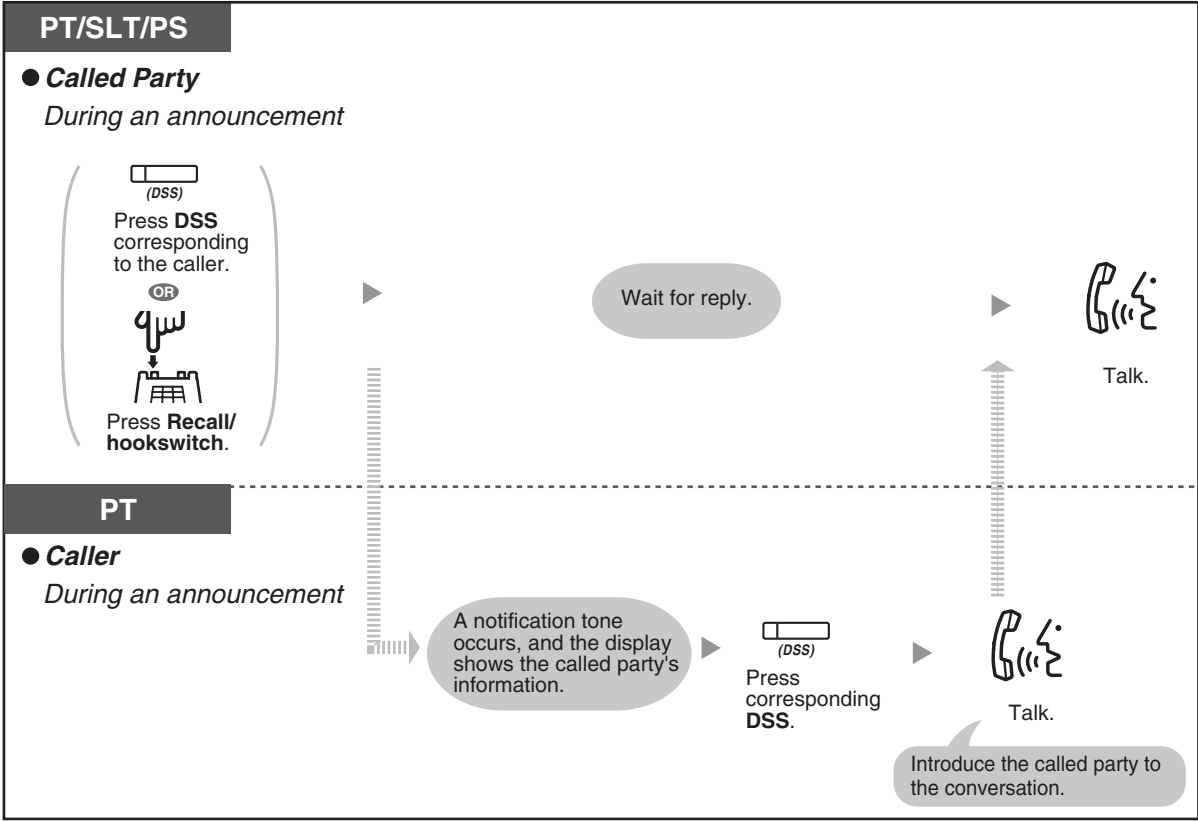 PT/SLT/PS
Called Party
During an announcement
(DSS)
Press DSS
corresponding
to the caller.
OR
Press Recall/
hookswitch.
Wait for reply.
Talk.
PT
Caller
During an announcement
A notification tone
occurs, and the display
shows the called party's
information.
(DSS)
Press
corresponding
DSS.
Talk.
Introduce the called party to
the conversation.